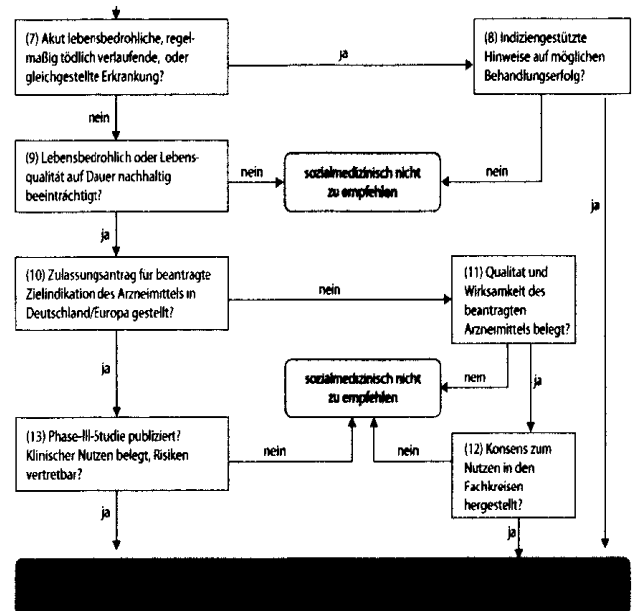 (7) Akut lebensbedrohliche, regel-
mäßig tödlich verlaufende, oder
gleichgestellte Erkrankung?
ja
(8) Indiziengestützte
Hinweise auf möglichen
Behandlungserfolg?
nein
(9) Lebensbedrohlich oder Lebens-
qualität auf Dauer nachhaltig
beeinträchtigt?
nein
sozialmedizinisch nicht
zu empfehlen
nein
ja
ja
(10) Zulassungsantrag für beantragte
Zielindikation des Arzneimittels in
Deutschland/Europa gestellt?
nein
(11) Qualität und
Wirksamkeit des
beantragten
Arzneimittels belegt?
ja
sozialmedizinisch nicht
zu empfehlen
nein
ja
(13) Phase-III-Studie publiziert?
Klinischer Nutzen belegt, Risiken
vertretbar?
nein
nein
(12) Konsens zum
Nutzen in den
Fachkreisen
hergestellt?
ja
ja